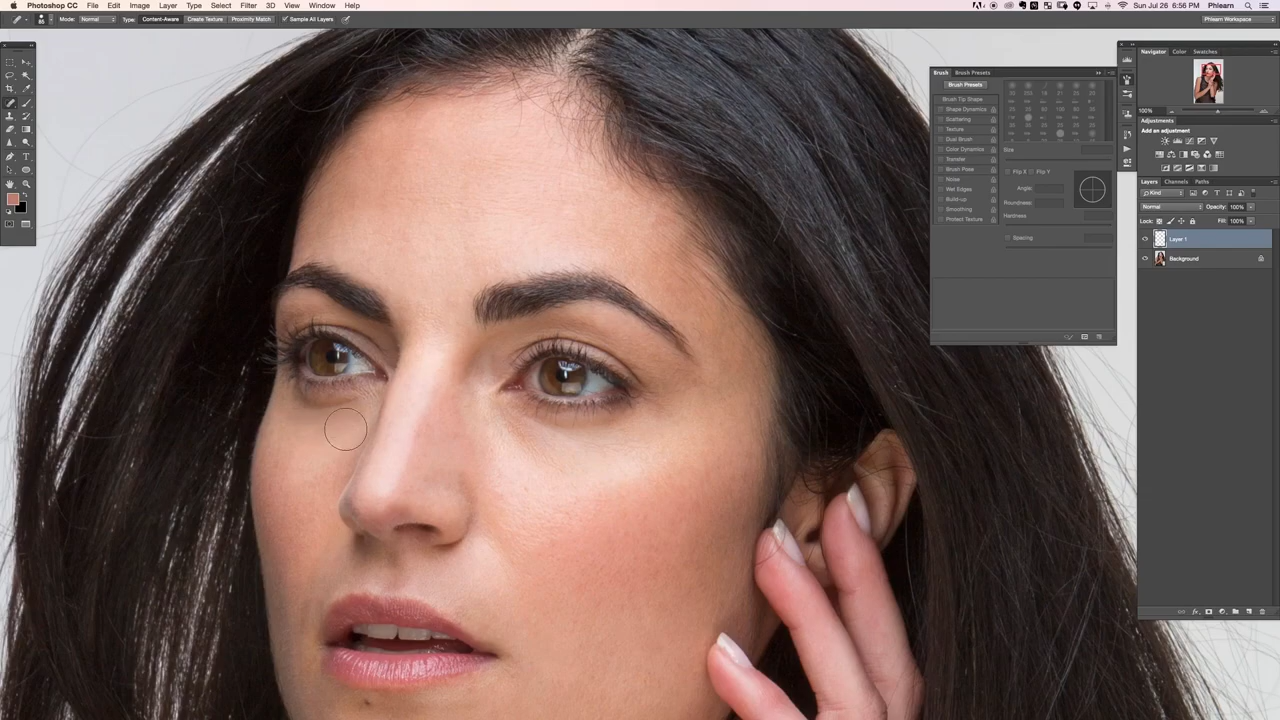 Photoshop CC File Edit Image Layer Type Select Filter 3D View Window Help Sun Jul 26 6:56 PM Phlearn
Mode: Normal Type: Content-Aware Create Texture Proximity Match Sample All Layers Phlearn Workspace
Navigator Color Swatches
100%
Brush Brush Presets
Brush Presets
Brush Tip Shape
Shape Dynamics
Scattering
Texture
Dual Brush
Color Dynamics
Transfer
Brush Pose
Noise
Wet Edges
Build-up
Smoothing
Protect Texture
Size
Flip X Flip Y
Angle:
Roundness:
Hardness
Spacing
Adjustments
Add an adjustment
Layers Channels Paths
Kind
Normal Opacity: 100%
Lock: Fill: 100%
Layer 1
Background